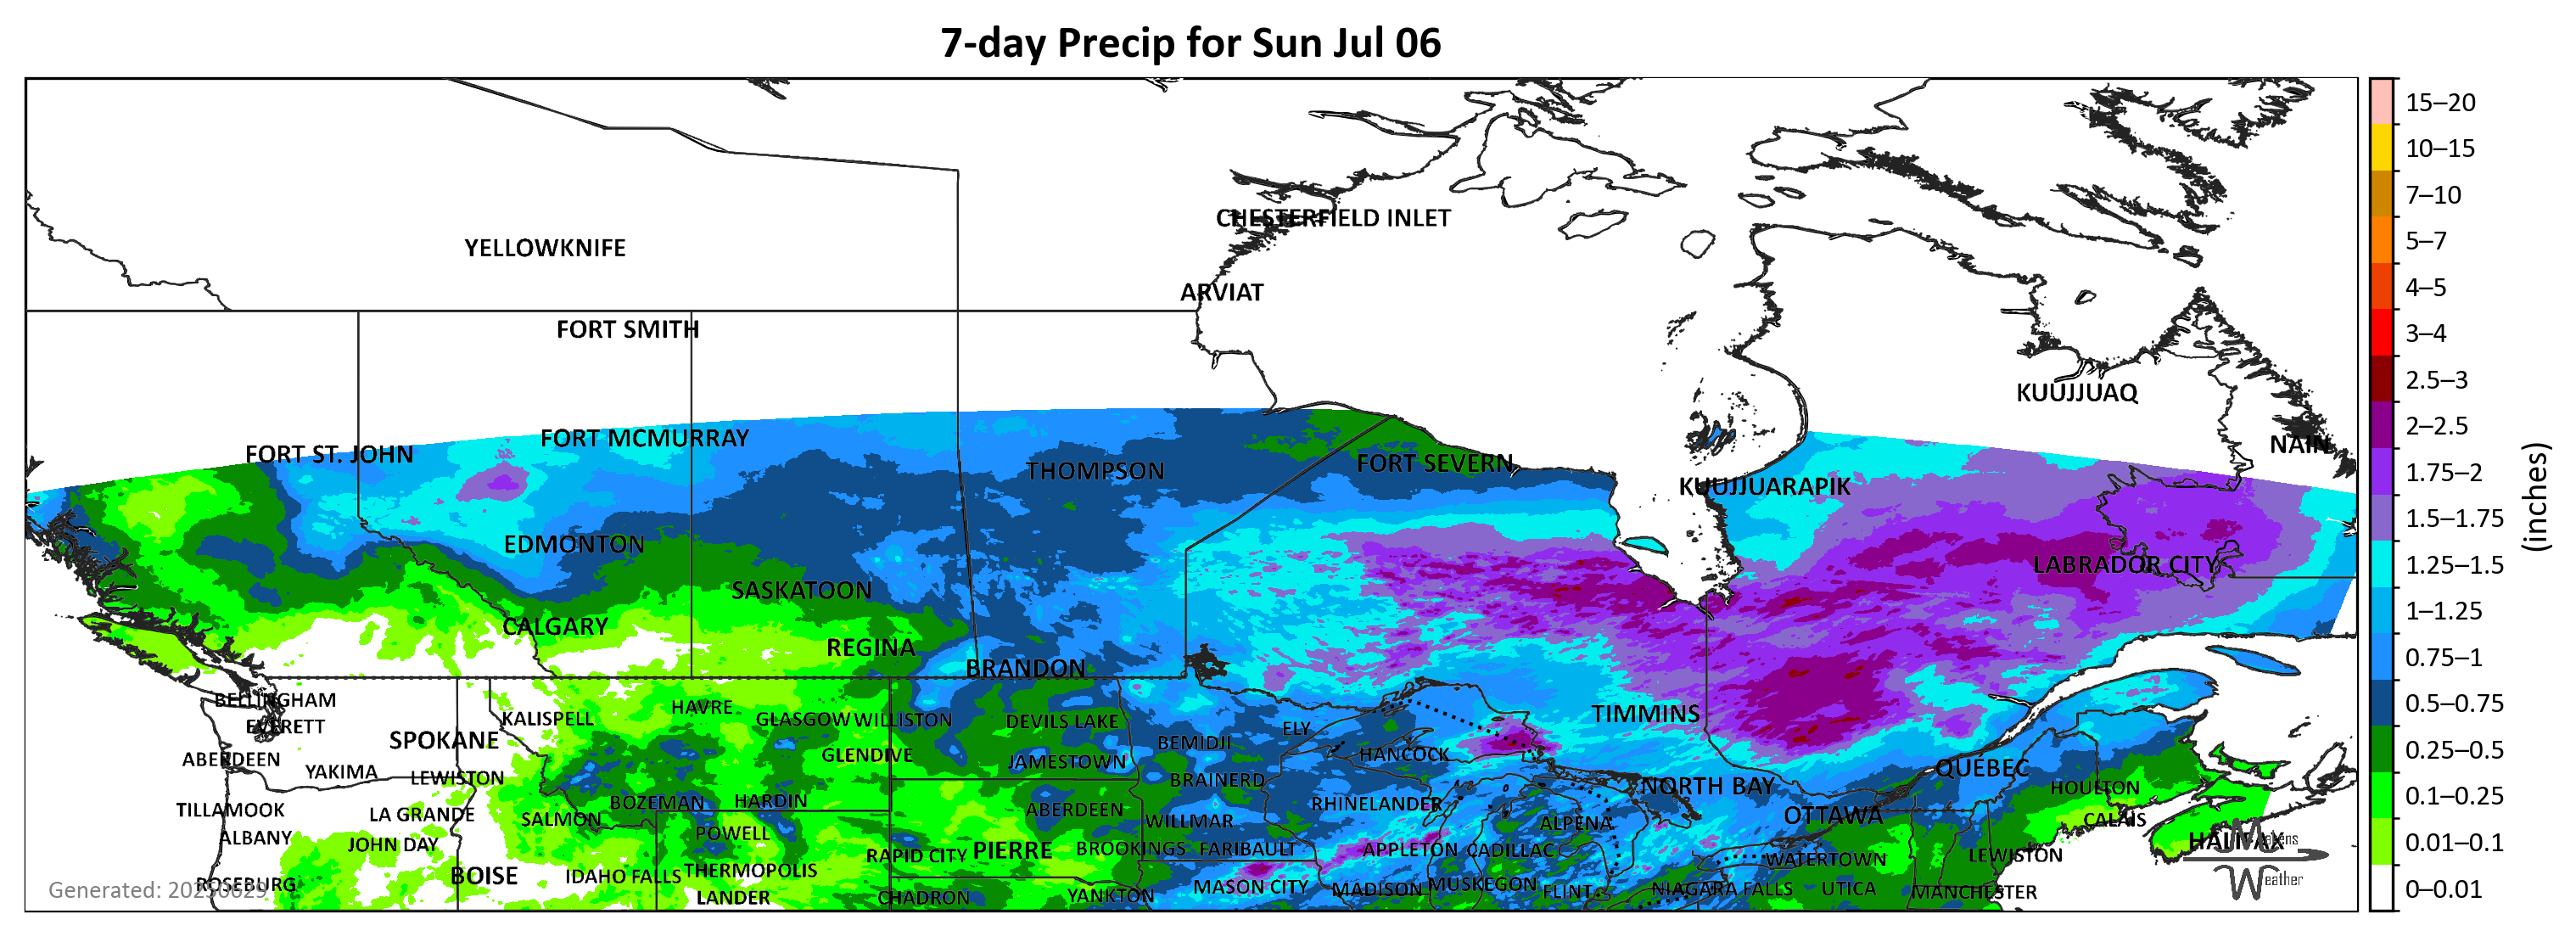 7-day Precip for Sun Jul 06
CHESTERFIELD INLET
YELLOWKNIFE
ARVIAT
FORT SMITH
KUUJJUAQ
FORT MCMURRAY
NAIN
FORT ST. JOHN
THOMPSON
FORT SEVERN
KUUJJUARAPIK
EDMONTON
LABRADOR CITY
SASKATOON
CALGARY
REGINA
BRANDON
BELLINGHAM
HAVRE
KALISPELL
GLASGOW
WILLISTON
DEVILS LAKE
TIMMINS
EVERETT
ELY
SPOKANE
BEMIDJI
GLENDIVE
HANCOCK
ABERDEEN
JAMESTOWN
QUEBEC
YAKIMA
LEWISTON
BRAINERD
NORTH BAY
HOULTON
BOZEMAN
HARDIN
RHINELANDER
TILLAMOOK
LA GRANDE
SALMON
ABERDEEN
WILLMAR
ALPENA
OTTAWA
CALAIS
ALBANY
JOHN DAY
POWELL
HALIFAX
Mavens
RAPID CITY
PIERRE
BROOKINGS
FARIBAULT
APPLETON
CADILLAC
WATERTOWN
LEWISTON
BOISE
IDAHO FALLS
THERMOPOLIS
ROSEBURG
MASON CITY
MADISON
MUSKEGON
FLINT
NIAGARA FALLS
UTICA
MANCHESTER
Weather
LANDER
CHADRON
YANKTON
Generated: 20250629
15–20
10–15
7–10
5–7
4–5
3–4
2.5–3
2–2.5
1.75–2
1.5–1.75
1.25–1.5
1–1.25
0.75–1
0.5–0.75
0.25–0.5
0.1–0.25
0.01–0.1
0–0.01
(inches)